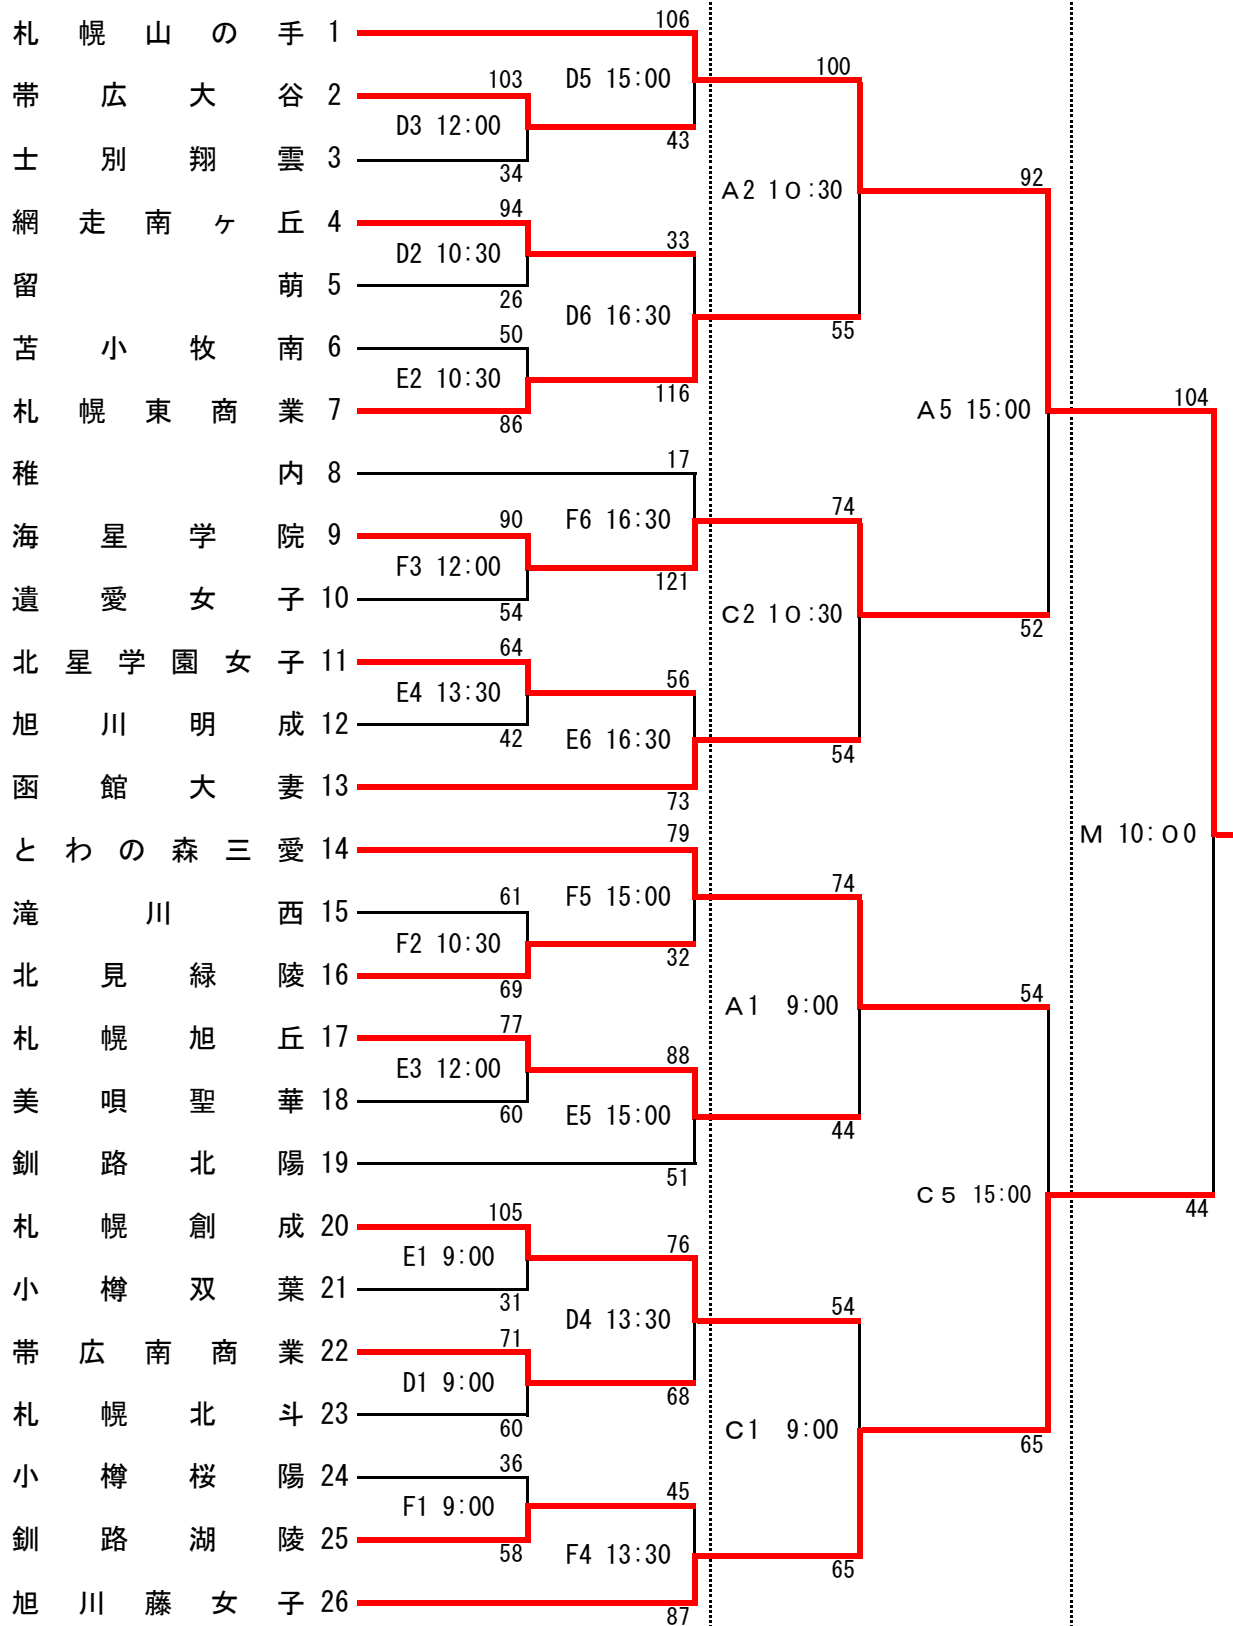 106
札幌山の手 1
100
D5 15:00
103
帯広大谷 2
D3 12:00
43
士別翔雲 3
34
92
A2 10:30
94
網走南ヶ丘 4
33
D2 10:30
留萌 5
26
D6 16:30
55
50
苫小牧南 6
E2 10:30
116
104
札幌東商業 7
A5 15:00
86
17
稚内 8
74
90
F6 16:30
海星学院 9
F3 12:00
121
遺愛女子 10
54
C2 10:30
52
64
北星学園女子 11
56
E4 13:30
旭川明成 12
42
E6 16:30
54
函館大妻 13
73
79
M 10:00
とわの森三愛 14
74
61
F5 15:00
滝川西 15
F2 10:30
32
北見緑陵 16
69
54
A1 9:00
77
札幌旭丘 17
88
E3 12:00
美唄聖華 18
60
E5 15:00
44
釧路北陽 19
51
C5 15:00
44
105
札幌創成 20
76
E1 9:00
小樽双葉 21
31
54
D4 13:30
71
帯広南商業 22
D1 9:00
68
札幌北斗 23
60
C1 9:00
65
36
小樽桜陽 24
45
F1 9:00
釧路湖陵 25
58
F4 13:30
65
旭川藤女子 26
87